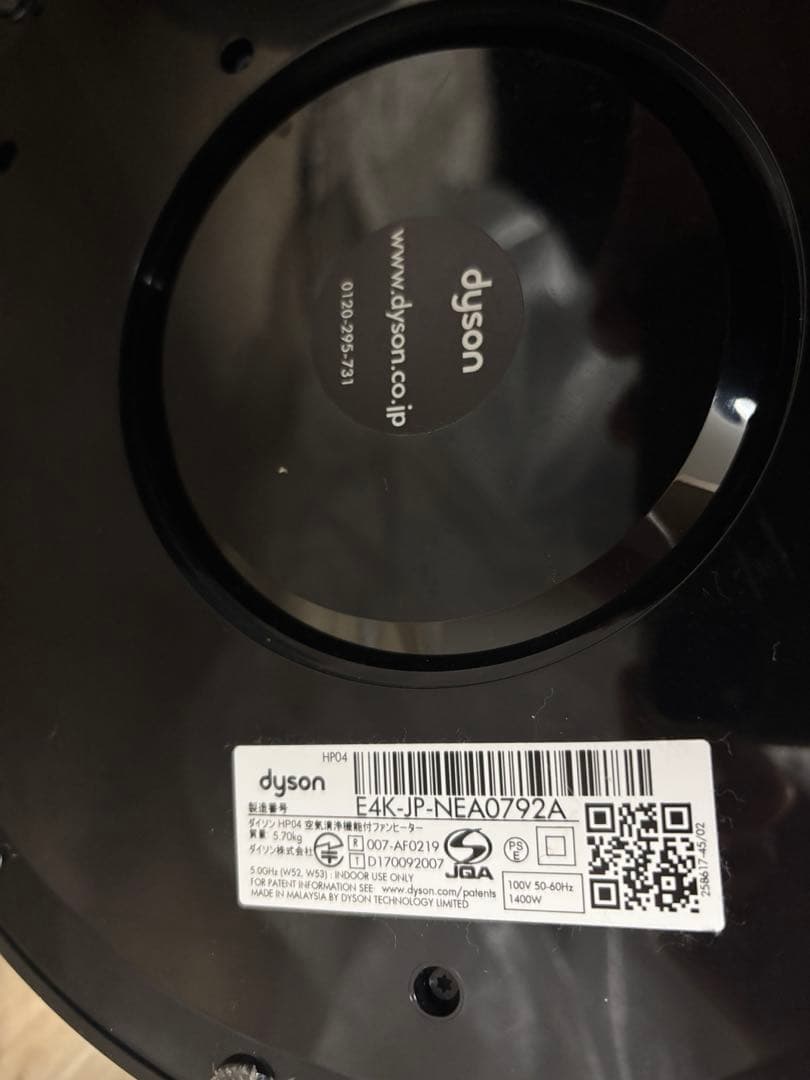 dyson
www.dyson.co.jp
0120-295-731
HP04
dyson
製造番号
E4K-JP-NEA0792A
ダイソン HP04 空気清浄機能付ファンヒーター
質量: 5.70kg
ダイソン株式会社
R 007-AF0219
T D170092007
JQA
PS
E
5.0GHz (W52, W53) : INDOOR USE ONLY
FOR PATENT INFORMATION SEE: www.dyson.com/patents
MADE IN MALAYSIA BY DYSON TECHNOLOGY LIMITED
100V 50-60Hz
1400W
258617-45/02